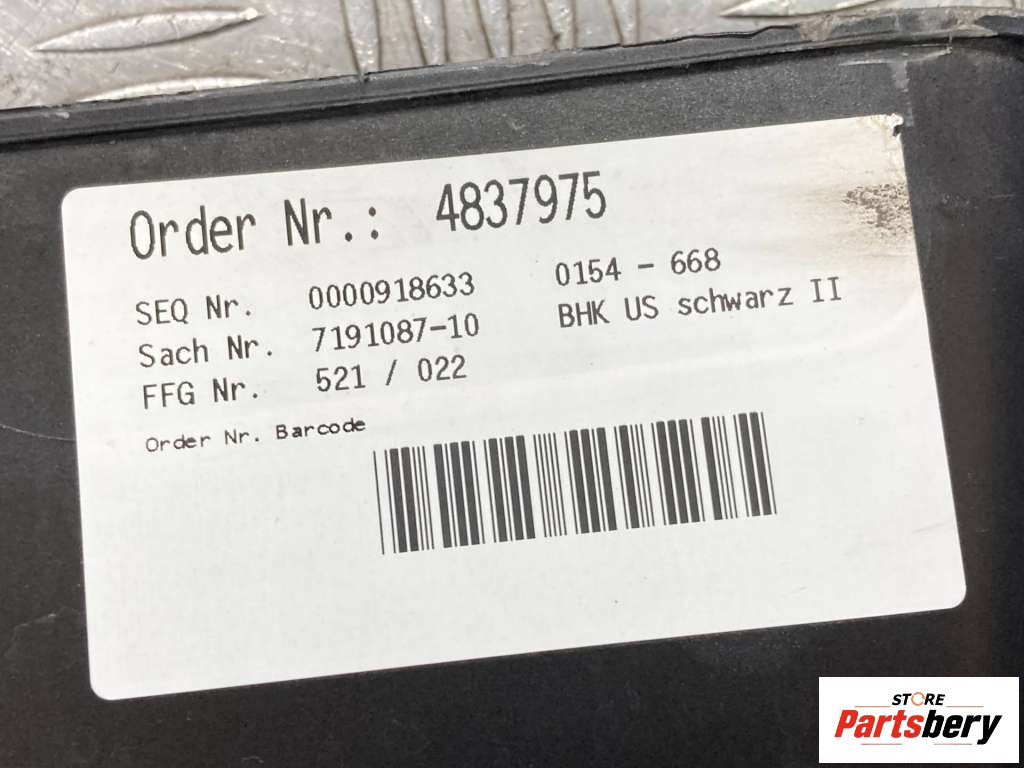 Order Nr.: 4837975
SEQ Nr. 0000918633 0154 - 668
Sach Nr. 7191087-10 BHK US schwarz II
FFG Nr. 521 / 022
Order Nr. Barcode
STORE
Partsbery